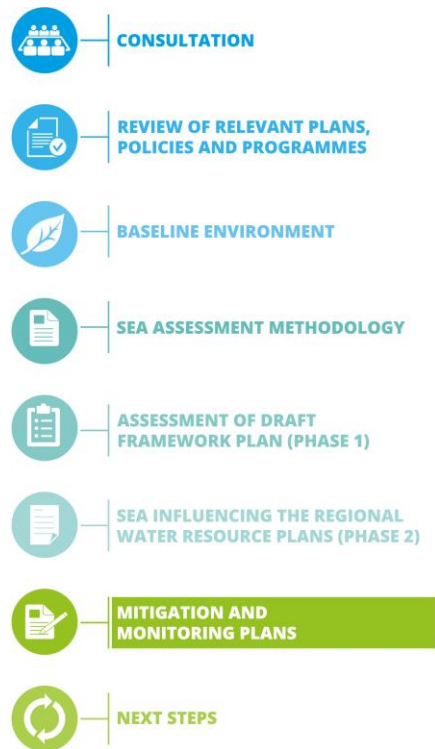 CONSULTATION
REVIEW OF RELEVANT PLANS,
POLICIES AND PROGRAMMES
BASELINE ENVIRONMENT
SEA ASSESSMENT METHODOLOGY
ASSESSMENT OF DRAFT
FRAMEWORK PLAN (PHASE 1)
SEA INFLUENCING THE REGIONAL
WATER RESOURCE PLANS (PHASE 2)
MITIGATION AND
MONITORING PLANS
NEXT STEPS